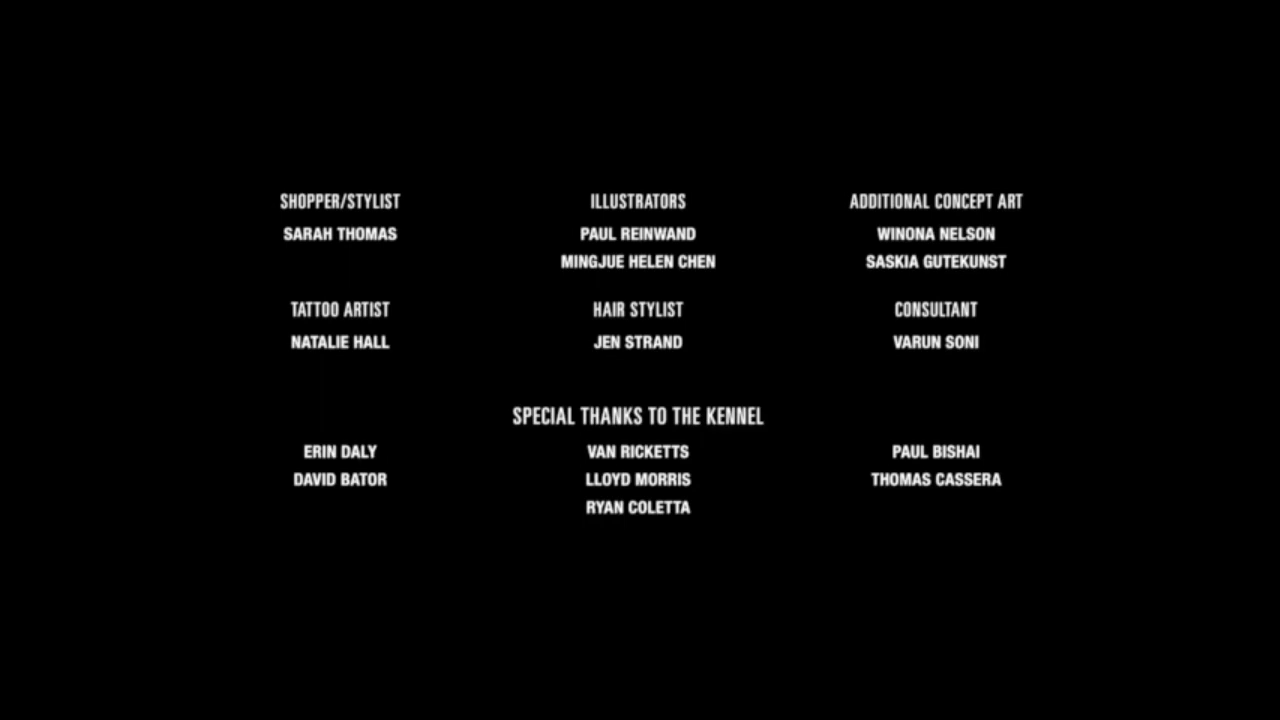 SHOPPER/STYLIST
SARAH THOMAS
ILLUSTRATORS
PAUL REINWAND
MINGJUE HELEN CHEN
ADDITIONAL CONCEPT ART
WINONA NELSON
SASKIA GUTEKUNST
TATTOO ARTIST
NATALIE HALL
HAIR STYLIST
JEN STRAND
CONSULTANT
VARUN SONI
SPECIAL THANKS TO THE KENNEL
ERIN DALY
DAVID BATOR
VAN RICKETTS
LLOYD MORRIS
RYAN COLETTA
PAUL BISHAI
THOMAS CASSERA